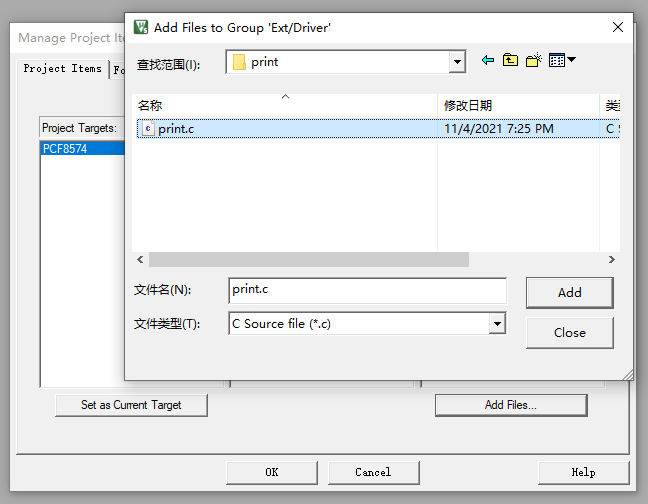 Manage Project Ite
Add Files to Group 'Ext/Driver'
Project Items
Fo
查找范围(I):
print
名称
修改日期
类
Project Targets:
print.c
11/4/2021 7:25 PM
C S
PCF8574
文件名(N):
print.c
Add
文件类型(T):
C Source file (*.c)
Close
Set as Current Target
Add Files...
OK
Cancel
Help